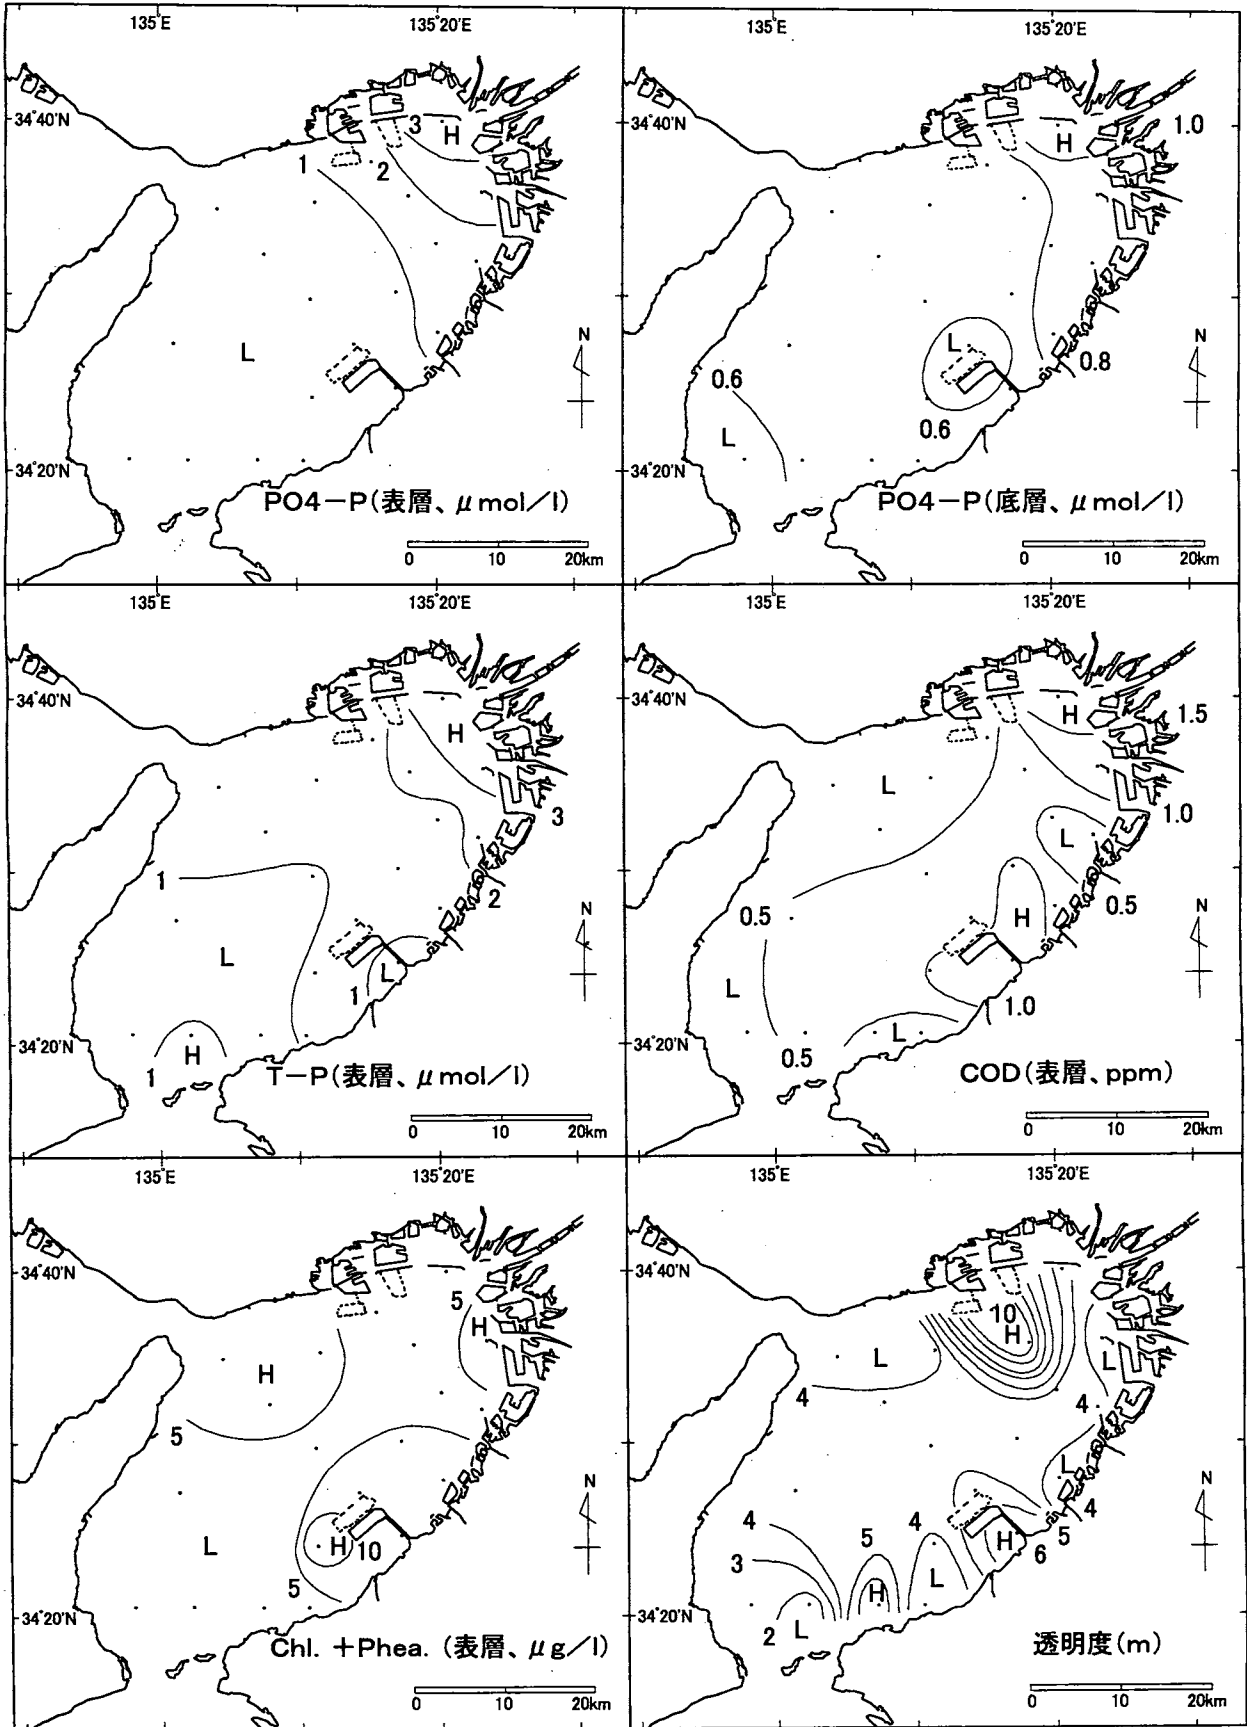 135°E 135°20'E
34°40'N
3
H
1
2
L
N
34°20'N
PO4-P(表層、μmol/l)
0 10 20km
135°E 135°20'E
34°40'N
1.0
H
L
0.8
0.6
0.6
L
N
34°20'N
PO4-P(底層、μmol/l)
0 10 20km
135°E 135°20'E
34°40'N
H
3
1
2
N
L
L
1
H
1
34°20'N
T-P(表層、μmol/l)
0 10 20km
135°E 135°20'E
34°40'N
H
1.5
L
1.0
L
0.5
0.5
H
N
L
1.0
L
0.5
34°20'N
COD(表層、ppm)
0 10 20km
135°E 135°20'E
34°40'N
5
H
H
5
N
L
H
10
5
34°20'N
Chl. +Phea. (表層、μg/l)
0 10 20km
135°E 135°20'E
34°40'N
10
H
L
L
4
4
L
N
4
4
5
4
5
3
H
6
L
H
2
L
34°20'N
透明度(m)
0 10 20km